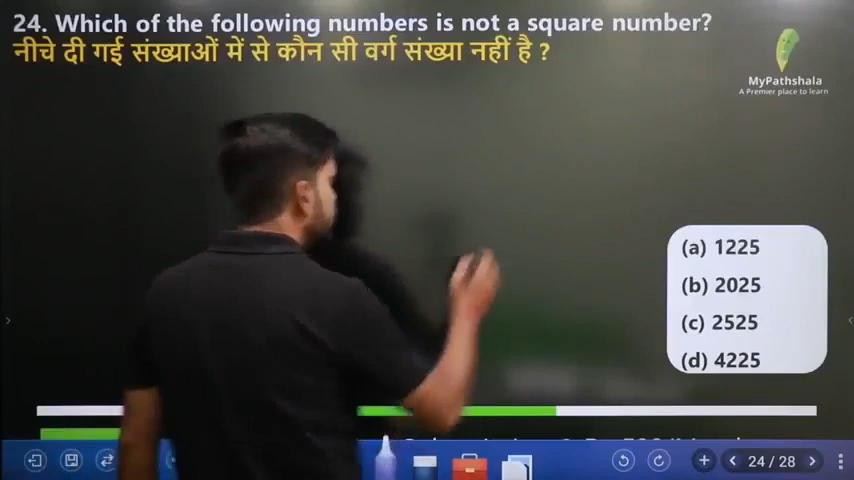 24. Which of the following numbers is not a square number?
नीचे दी गई संख्याओं में से कौन सी वर्ग संख्या नहीं है ?
MyPathshala
A Premier place to learn
(a) 1225
(b) 2025
(c) 2525
(d) 4225
24 / 28